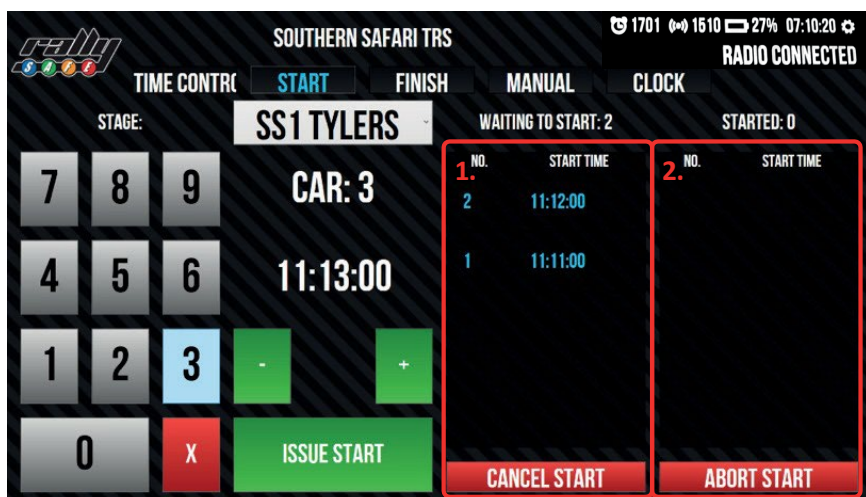 rally
SAFE
SOUTHERN SAFARI TRS
1701 1510 27% 07:10:20
RADIO CONNECTED
TIME CONTR( START FINISH MANUAL CLOCK
STAGE: SS1 TYLERS WAITING TO START: 2 STARTED: 0
7 8 9
CAR: 3
4 5 6
11:13:00
1 2 3
- +
0 X ISSUE START
1. NO. START TIME
2 11:12:00
1 11:11:00
CANCEL START
2. NO. START TIME
ABORT START